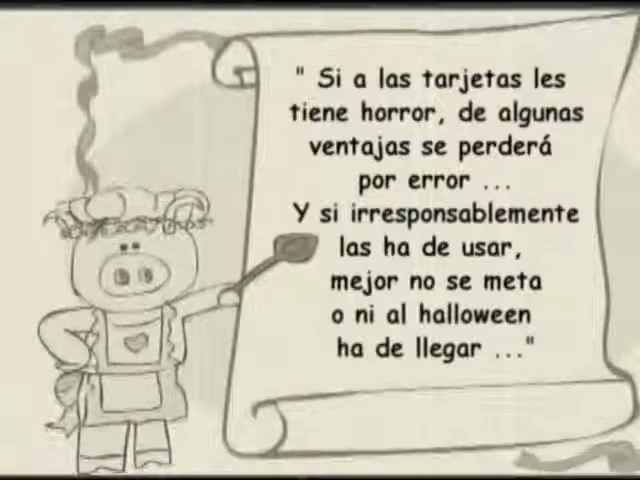 " Si a las tarjetas les
tiene horror, de algunas
ventajas se perderá
por error ...
Y si irresponsablemente
las ha de usar,
mejor no se meta
o ni al halloween
ha de llegar ..."